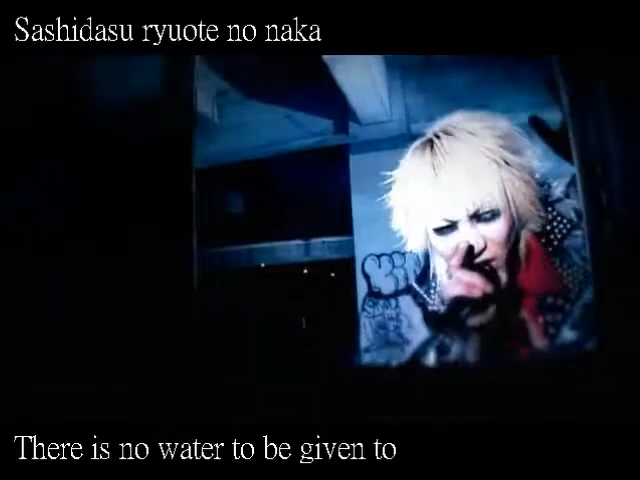 Sashidasu ryuote no naka
There is no water to be given to